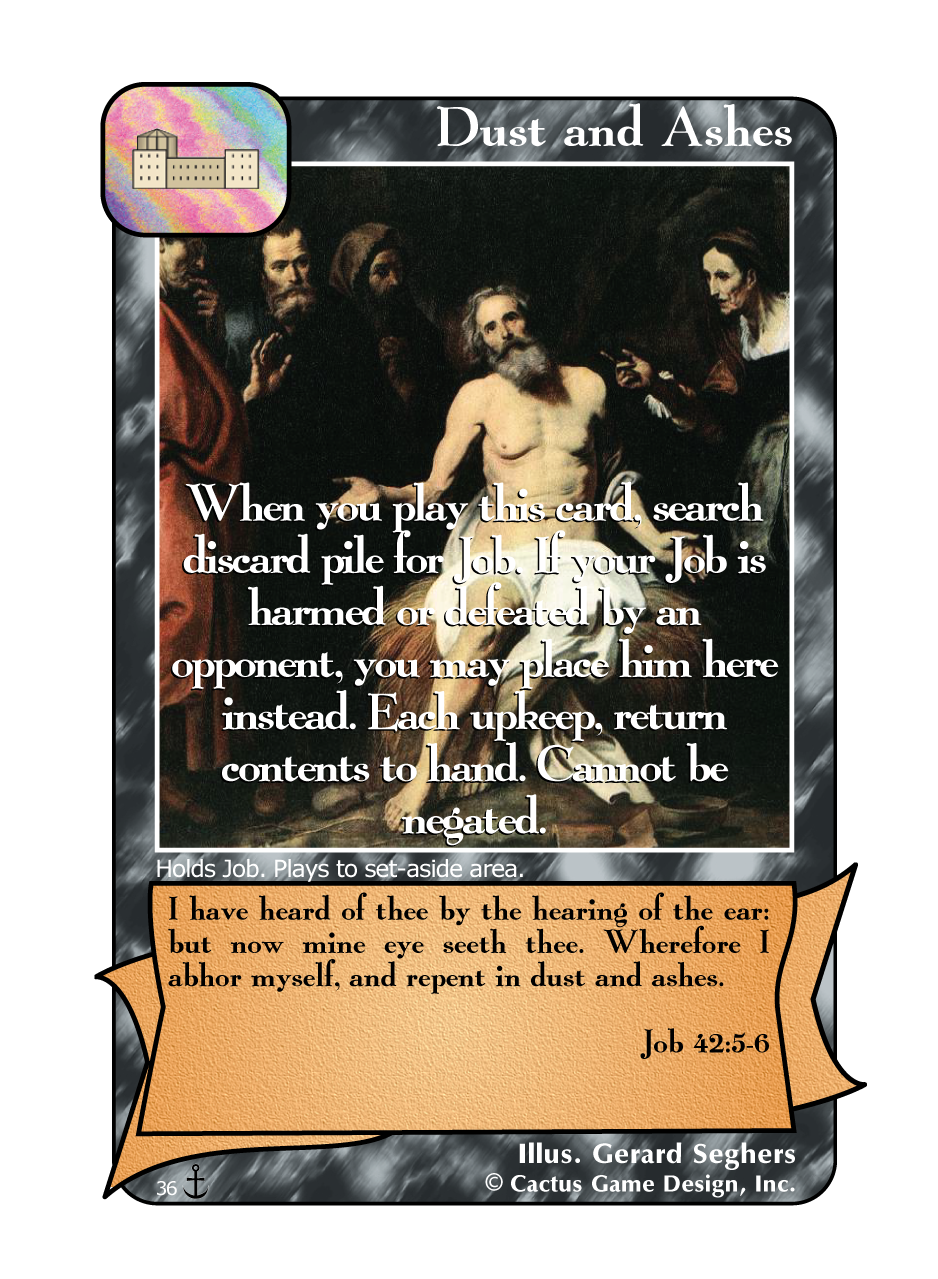 Dust and Ashes
When you play this card, search
discard pile for Job. If your Job is
harmed or defeated by an
opponent, you may place him here
instead. Each upkeep, return
contents to hand. Cannot be
negated.
Holds Job. Plays to set-aside area.
I have heard of thee by the hearing of the ear:
but now mine eye seeth thee. Wherefore I
abhor myself, and repent in dust and ashes.
Job 42:5-6
Illus. Gerard Seghers
36
© Cactus Game Design, Inc.